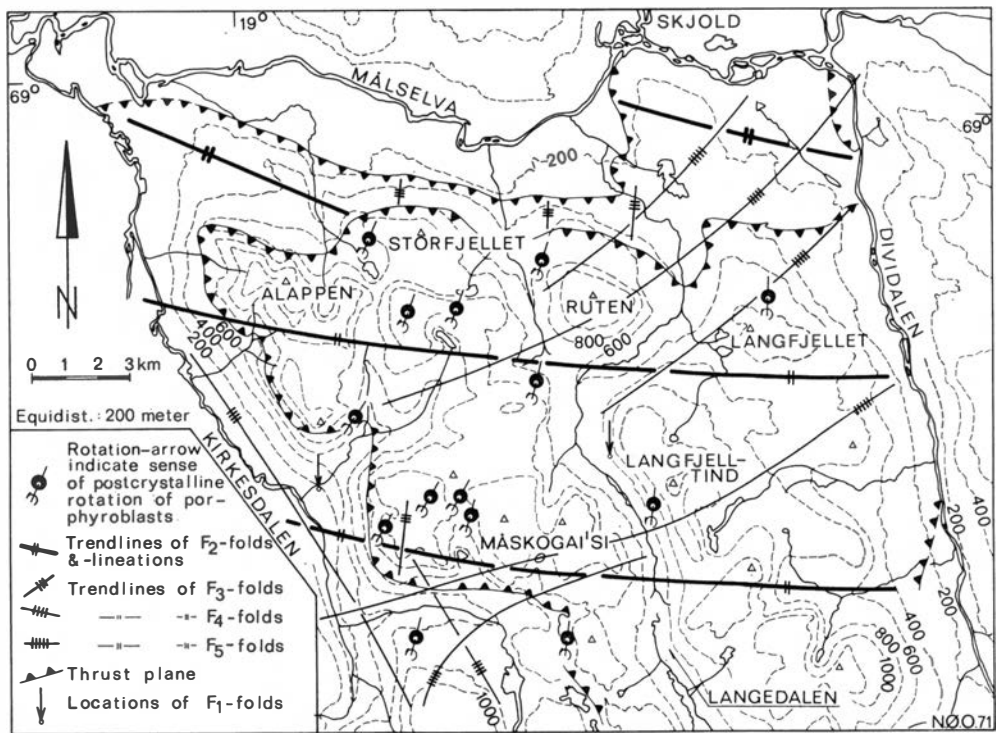 SKJOLD
19°
69°
MÅLSELVA
69°
200
STORFJELLET
DIVIDALEN
ALAPPEN
RUTEN
N
800
600
LANGFJELLET
600
400
200
0 1 2 3 km
Equidist.: 200 meter
KIRKESDALEN
LANGFJELL-
TIND
Rotation-arrow
indicate sense
of postcrystalline
rotation of por-
phyroblasts.
400
200
MÅSKOGAI'SI
Trendlines of F2-folds
&-lineations
200
Trendlines of F3-folds
—"— -"- F4-folds
—"— -"- F5-folds
400
600
800
1000
Thrust plane
1000
Locations of F1-folds
LANGEDALEN
NØO.71